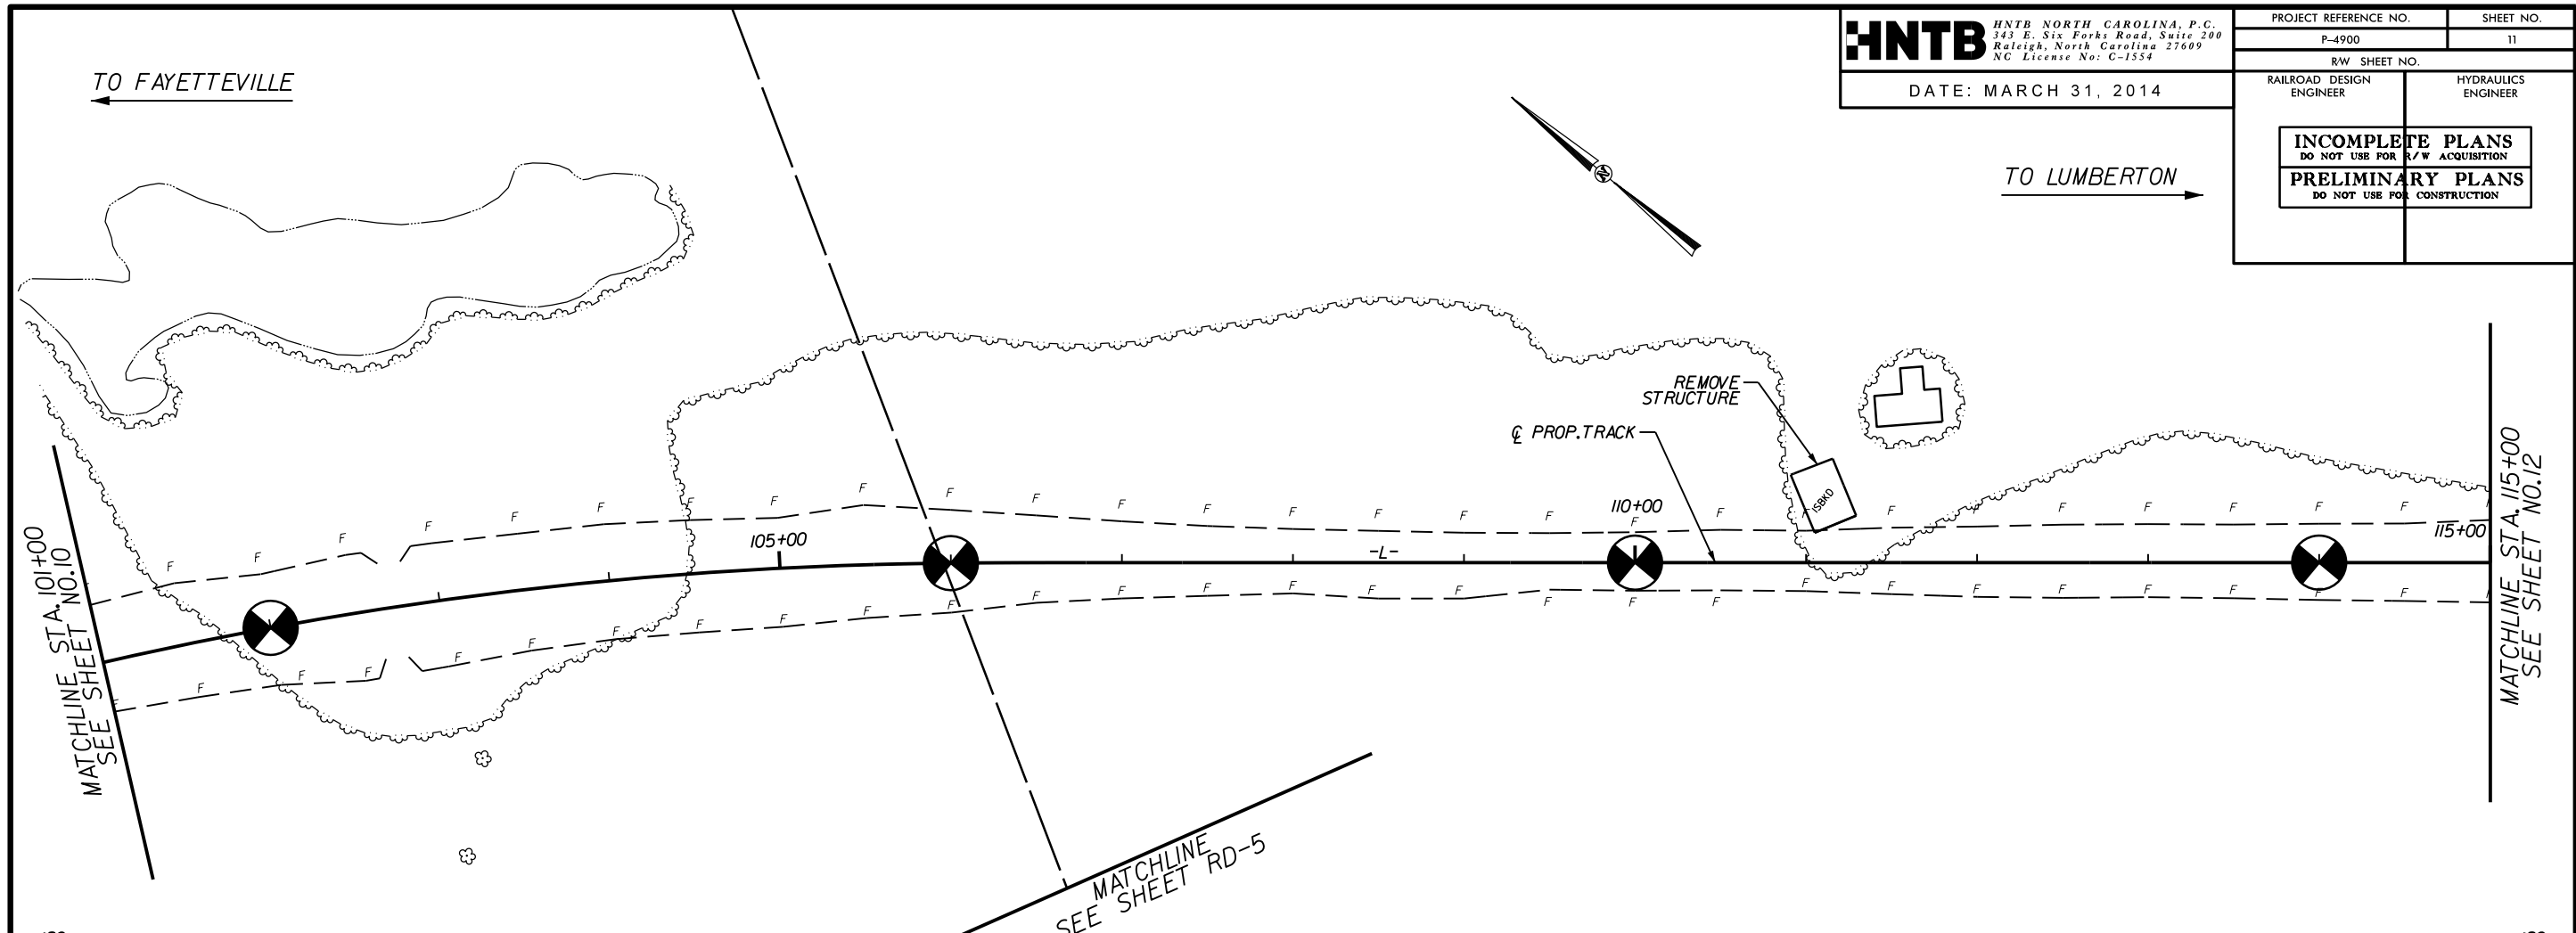 HNTB
HNTB NORTH CAROLINA, P.C.
343 E. Six Forks Road, Suite 200
Raleigh, North Carolina 27609
NC License No: C-1554
DATE: MARCH 31, 2014
PROJECT REFERENCE NO.
SHEET NO.
P-4900
11
RW SHEET NO.
RAILROAD DESIGN
ENGINEER
HYDRAULICS
ENGINEER
INCOMPLETE PLANS
DO NOT USE FOR R/W ACQUISITION
PRELIMINARY PLANS
DO NOT USE FOR CONSTRUCTION
TO FAYETTEVILLE
TO LUMBERTON
N
REMOVE
STRUCTURE
℄ PROP. TRACK
1SBKD
MATCHLINE STA. 101+00
SEE SHEET NO.10
105+00
-L-
110+00
115+00
MATCHLINE STA. 115+00
SEE SHEET NO.12
F F F F F F F F F F F F F F F F F F F F F F F F F F F F
F F F F F F F F F F F F F F F F F F F F F F F F F F F
MATCHLINE
SEE SHEET RD-5